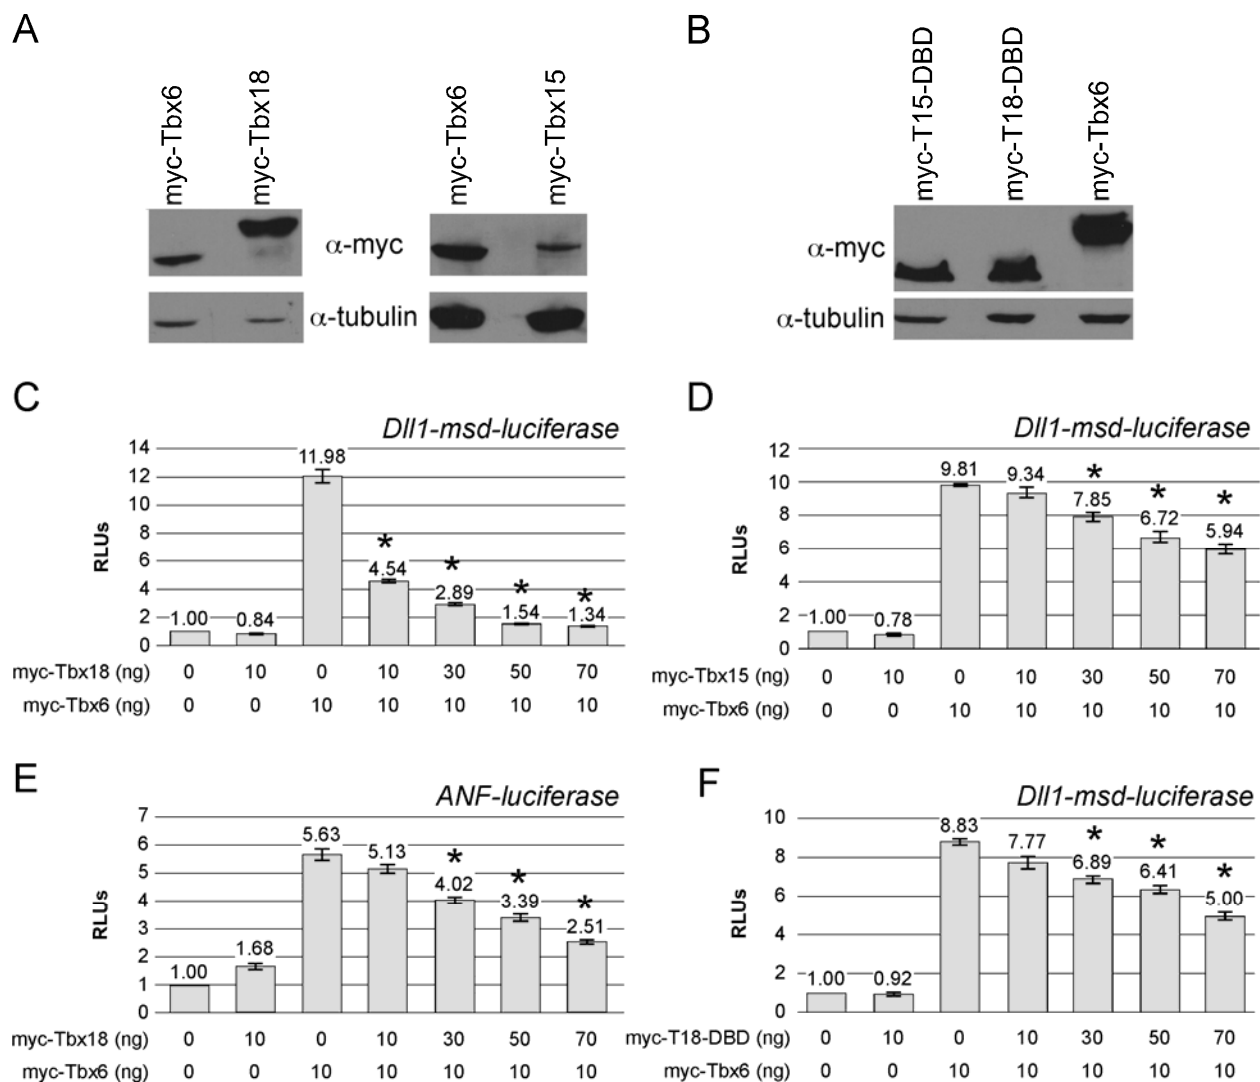 A
myc-Tbx6
myc-Tbx18
myc-Tbx6
myc-Tbx15
α-myc
α-tubulin
B
myc-T15-DBD
myc-T18-DBD
myc-Tbx6
α-myc
α-tubulin
C
Dll1-msd-luciferase
RLUs
14
12
10
8
6
4
2
0
1.00 0.84 11.98 4.54 2.89 1.54 1.34
* * * *
myc-Tbx18 (ng) 0 10 0 10 30 50 70
myc-Tbx6 (ng) 0 0 10 10 10 10 10
D
Dll1-msd-luciferase
RLUs
12
10
8
6
4
2
0
1.00 0.78 9.81 9.34 7.85 6.72 5.94
* * *
myc-Tbx15 (ng) 0 10 0 10 30 50 70
myc-Tbx6 (ng) 0 0 10 10 10 10 10
E
ANF-luciferase
RLUs
7
6
5
4
3
2
1
0
1.00 1.68 5.63 5.13 4.02 3.39 2.51
* * *
myc-Tbx18 (ng) 0 10 0 10 30 50 70
myc-Tbx6 (ng) 0 0 10 10 10 10 10
F
Dll1-msd-luciferase
RLUs
10
8
6
4
2
0
1.00 0.92 8.83 7.77 6.89 6.41 5.00
* * *
myc-T18-DBD (ng) 0 10 0 10 30 50 70
myc-Tbx6 (ng) 0 0 10 10 10 10 10